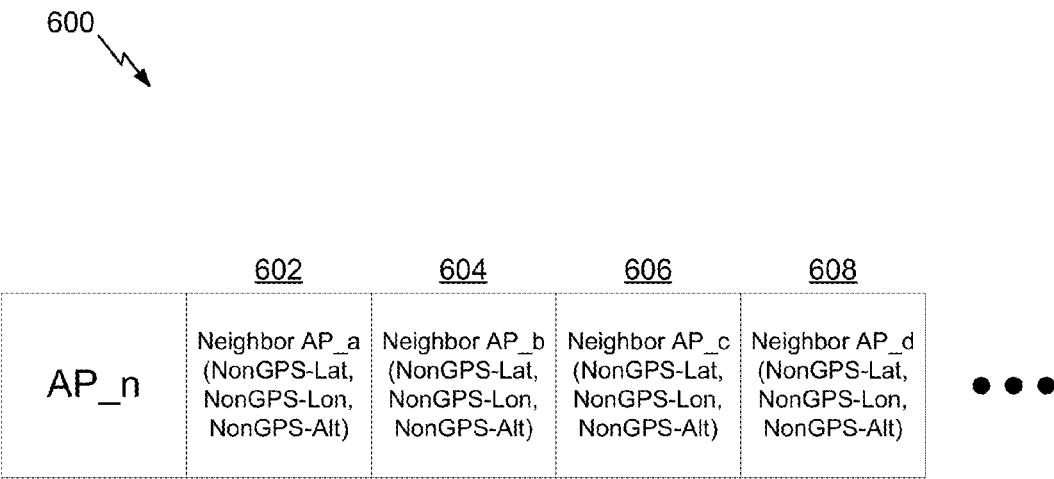 600
602 604 606 608
AP_n
Neighbor AP_a
(NonGPS-Lat,
NonGPS-Lon,
NonGPS-Alt)
Neighbor AP_b
(NonGPS-Lat,
NonGPS-Lon,
NonGPS-Alt)
Neighbor AP_c
(NonGPS-Lat,
NonGPS-Lon,
NonGPS-Alt)
Neighbor AP_d
(NonGPS-Lat,
NonGPS-Lon,
NonGPS-Alt)